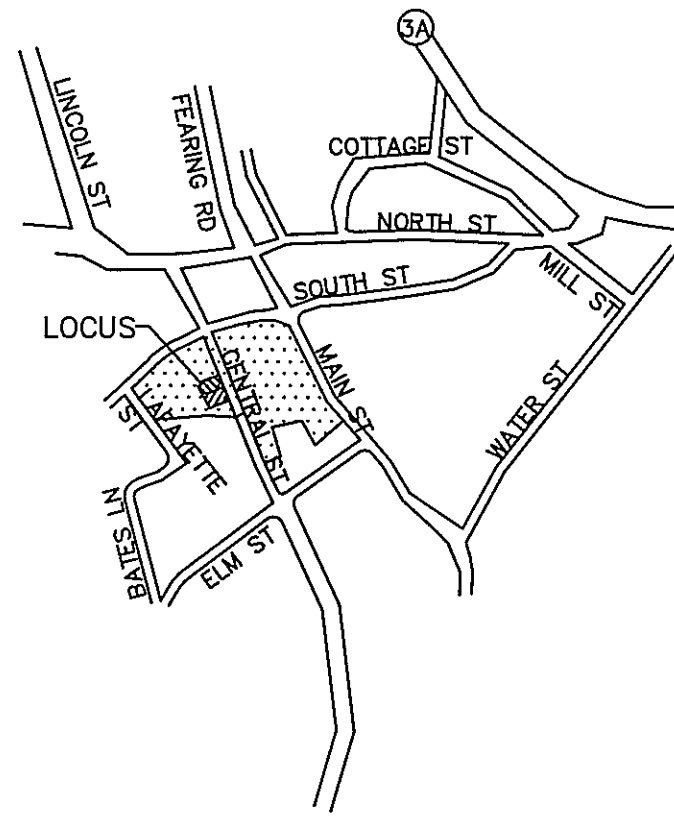 3A
LINCOLN ST
FEARING RD
COTTAGE ST
NORTH ST
MILL ST
SOUTH ST
LOCUS
CENTRAL ST
MAIN ST
WATER ST
LAFAYETTE ST
BATES LN
ELM ST